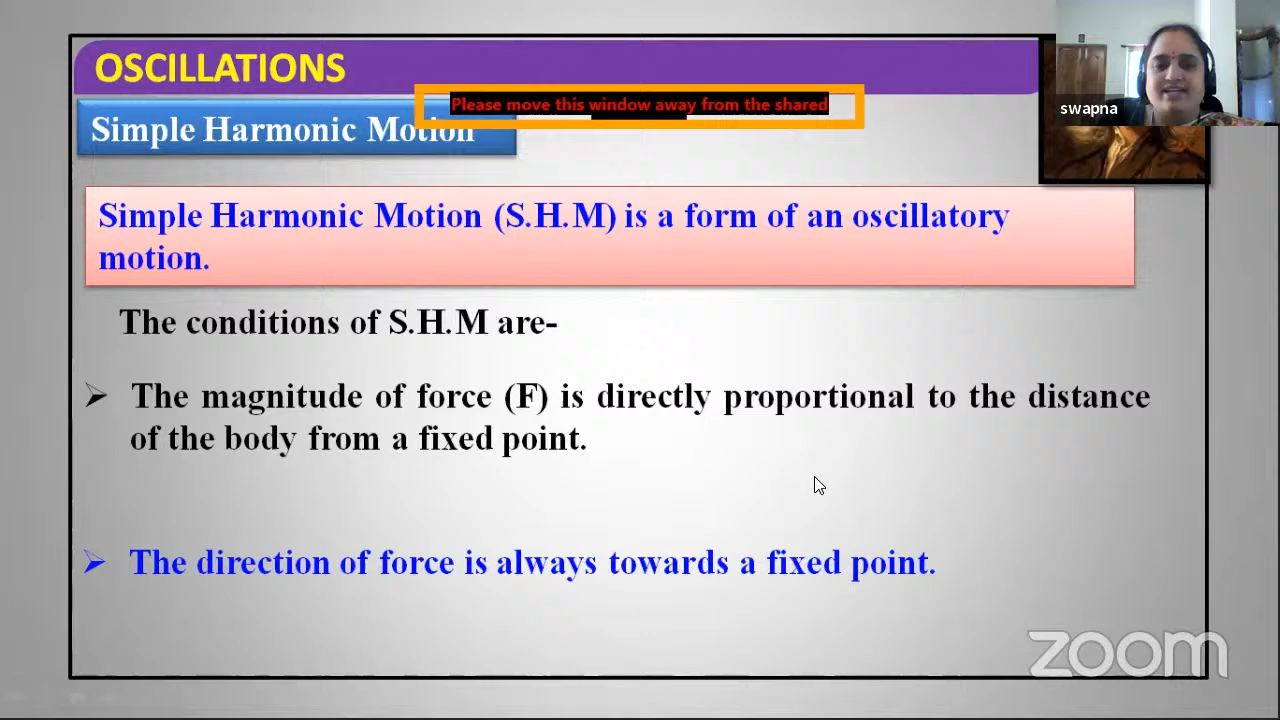 OSCILLATIONS
Please move this window away from the shared
swapna
Simple Harmonic Motion
Simple Harmonic Motion (S.H.M) is a form of an oscillatory
motion.
The conditions of S.H.M are-
The magnitude of force (F) is directly proportional to the distance
of the body from a fixed point.
The direction of force is always towards a fixed point.
zoom